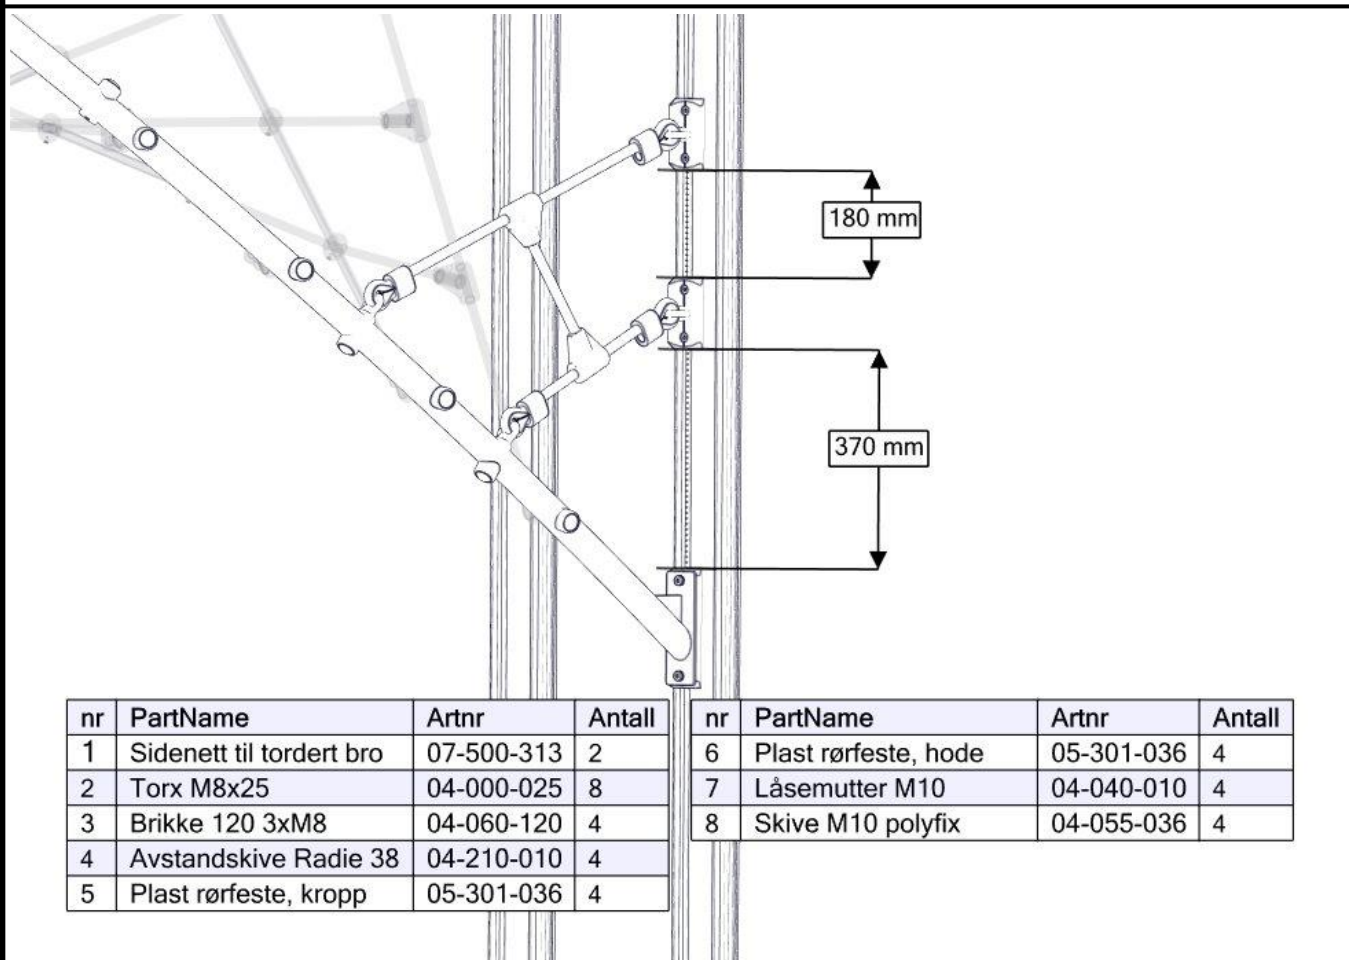 180 mm
370 mm
nr PartName Artnr Antall
1 Sidenett til tordert bro 07-500-313 2
2 Torx M8x25 04-000-025 8
3 Brikke 120 3xM8 04-060-120 4
4 Avstandskive Radie 38 04-210-010 4
5 Plast rørfeste, kropp 05-301-036 4
nr PartName Artnr Antall
6 Plast rørfeste, hode 05-301-036 4
7 Låsemutter M10 04-040-010 4
8 Skive M10 polyfix 04-055-036 4